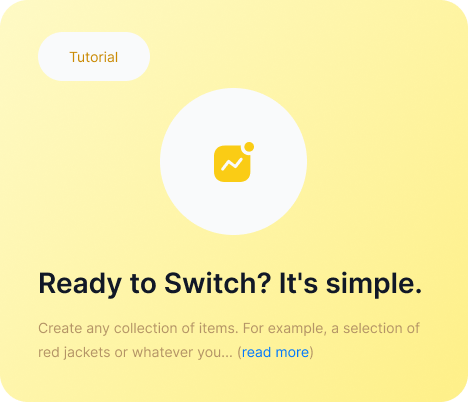 Tutorial
Ready to Switch? It's simple.
Create any collection of items. For example, a selection of
red jackets or whatever you... (read more)